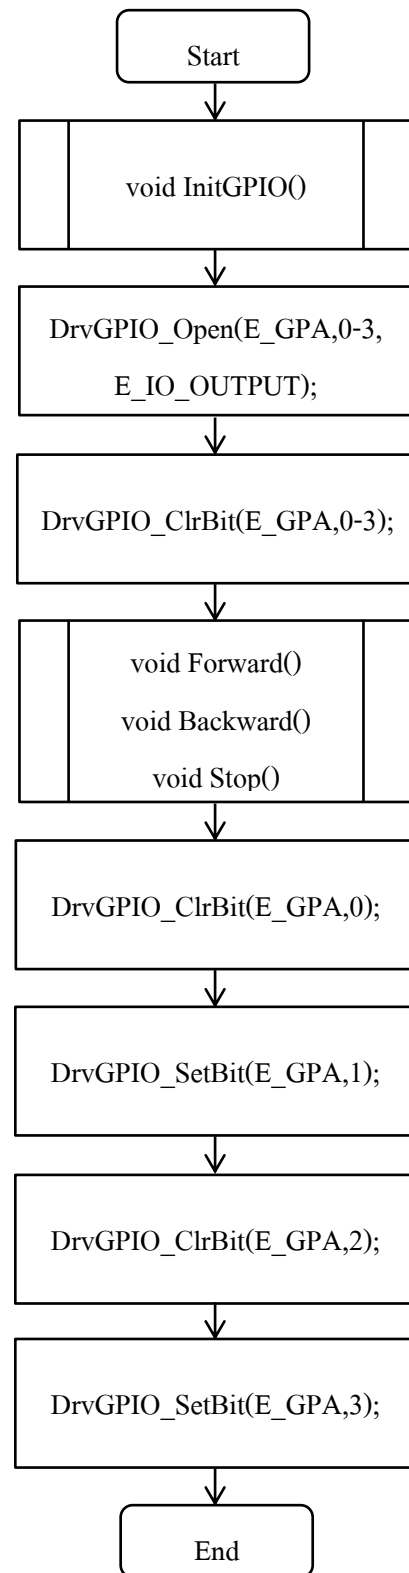 Start
void InitGPIO()
DrvGPIO_Open(E_GPA,0-3,
E_IO_OUTPUT);
DrvGPIO_ClrBit(E_GPA,0-3);
void Forward()
void Backward()
void Stop()
DrvGPIO_ClrBit(E_GPA,0);
DrvGPIO_SetBit(E_GPA,1);
DrvGPIO_ClrBit(E_GPA,2);
DrvGPIO_SetBit(E_GPA,3);
End